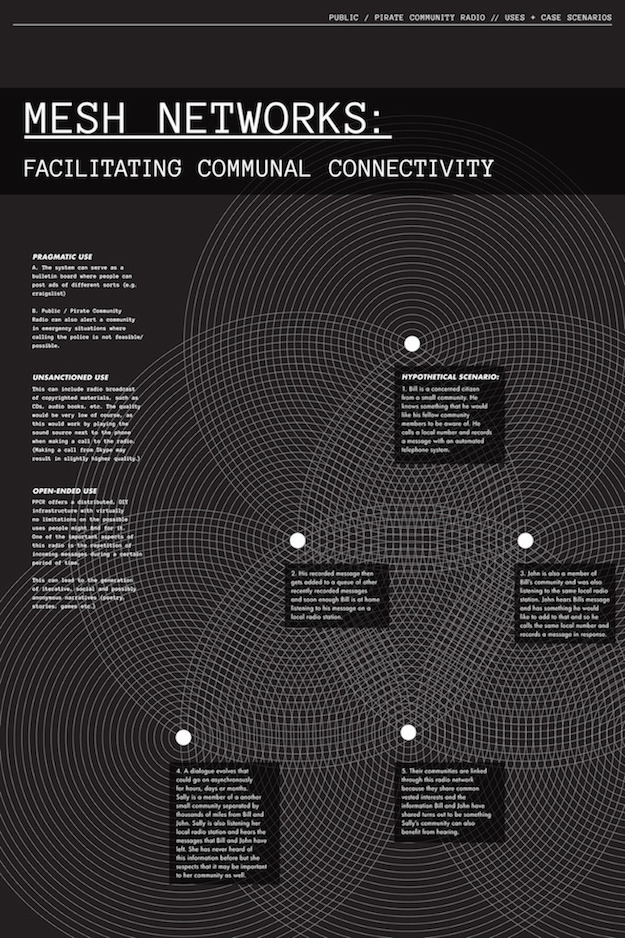 PUBLIC / PIRATE COMMUNITY RADIO // USES + CASE SCENARIOS
MESH NETWORKS:
FACILITATING COMMUNAL CONNECTIVITY
PRAGMATIC USE
A. The system can serve as a
bulletin board where people can
post ads of different sorts (e.g.
craigslist)
B. Public / Pirate Community
Radio can also alert a community
in emergency situations where
calling the police is not feasible/
possible.
UNSANCTIONED USE
This can include radio broadcast
of copyrighted materials, such as
CDs, audio books, etc. The quality
would be very low of course, as
this would work by playing the
sound source next to the phone
when making a call to the radio.
(Making a call from Skype may
result in slightly higher quality.)
OPEN-ENDED USE
PPCR offers a distributed, DIY
infrastructure with virtually
no limitations on the possible
uses people might find for it.
One of the important aspects of
this radio is the repetition of
incoming messages during a certain
period of time.
This can lead to the generation
of iterative, social and possibly
anonymous narratives (poetry,
stories, games etc.)
HYPOTHETICAL SCENARIO:
1. Bill is a concerned citizen
from a small community. He
knows something that he would
like his fellow community
members to be aware of. He
calls a local number and records
a message with an automated
telephone system.
2. His recorded message then
gets added to a queue of other
recently recorded messages
and soon enough Bill is at home
listening to his message on a
local radio station.
3. John is also a member of
Bill's community and was also
listening to the same local radio
station. John hears Bills message
and has something he would
like to add to that and so he
calls the same local number and
records a message in response.
4. A dialogue evolves that
could go on asynchronously
for hours, days or months.
Sally is a member of a another
small community separated by
thousands of miles from Bill and
John. Sally is also listening her
local radio station and hears the
messages that Bill and John have
left. She has never heard of
this information before but she
suspects that it may be important
to her community as well.
5. Their communities are linked
through this radio network
because they share common
vested interests and the
information Bill and John have
shared turns out to be something
Sally's community can also
benefit from hearing.